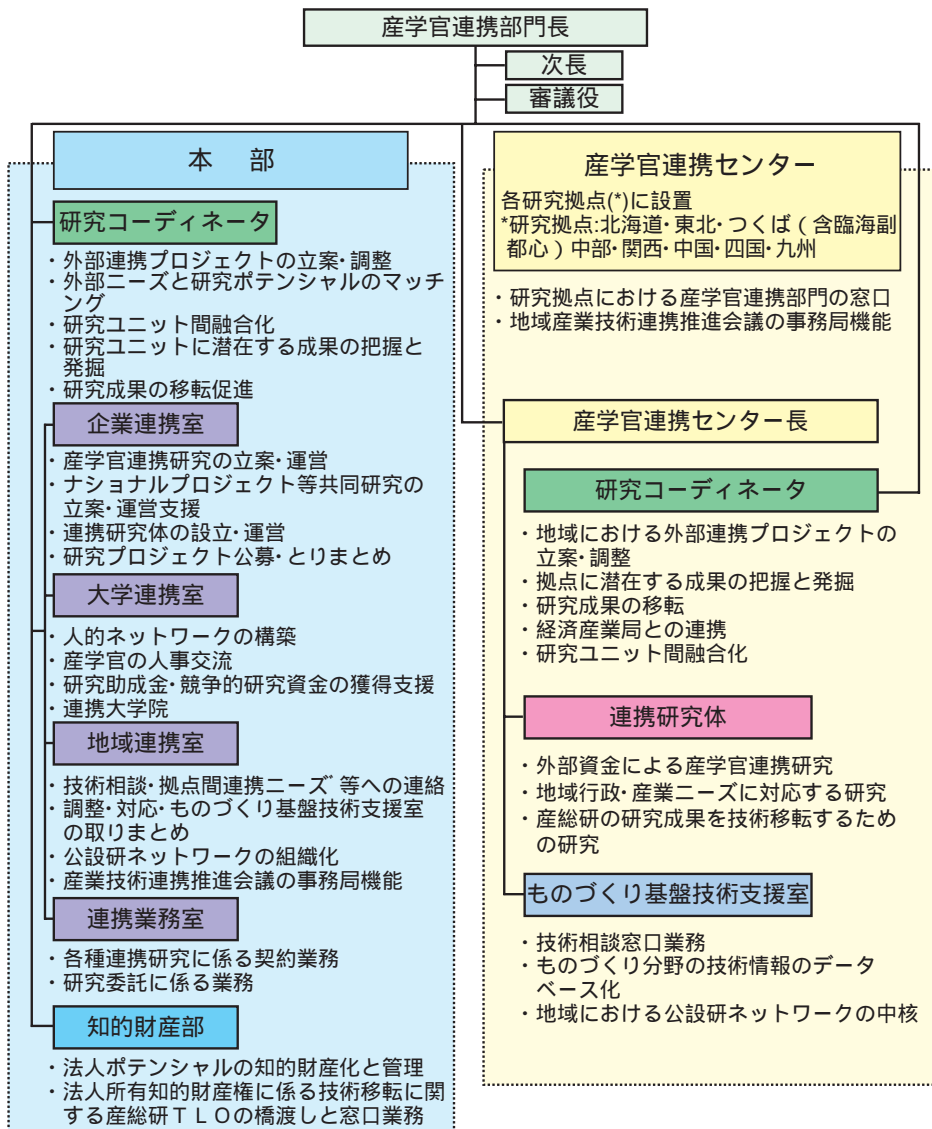 産学官連携部門長
次長
審議役
本 部
研究コーディネータ
・外部連携プロジェクトの立案・調整
・外部ニーズと研究ポテンシャルのマッチ
ング
・研究ユニット間融合化
・研究ユニットに潜在する成果の把握と
発掘
・研究成果の移転促進
企業連携室
・産学官連携研究の立案・運営
・ナショナルプロジェクト等共同研究の
立案・運営支援
・連携研究体の設立・運営
・研究プロジェクト公募・とりまとめ
大学連携室
・人的ネットワークの構築
・産学官の人事交流
・研究助成金・競争的研究資金の獲得支援
・連携大学院
地域連携室
・技術相談・拠点間連携ニーズ゛等への連絡
・調整・対応・ものづくり基盤技術支援室
の取りまとめ
・公設研ネットワークの組織化
・産業技術連携推進会議の事務局機能
連携業務室
・各種連携研究に係る契約業務
・研究委託に係る業務
知的財産部
・法人ポテンシャルの知的財産化と管理
・法人所有知的財産権に係る技術移転に関
する産総研ＴＬＯの橋渡しと窓口業務
産学官連携センター
各研究拠点(*)に設置
*研究拠点:北海道・東北・つくば（含臨海副
都心）中部・関西・中国・四国・九州
・研究拠点における産学官連携部門の窓口
・地域産業技術連携推進会議の事務局機能
産学官連携センター長
研究コーディネータ
・地域における外部連携プロジェクトの
立案・調整
・拠点に潜在する成果の把握と発掘
・研究成果の移転
・経済産業局との連携
・研究ユニット間融合化
連携研究体
・外部資金による産学官連携研究
・地域行政・産業ニーズに対応する研究
・産総研の研究成果を技術移転するため
の研究
ものづくり基盤技術支援室
・技術相談窓口業務
・ものづくり分野の技術情報のデータ
ベース化
・地域における公設研ネットワークの中核